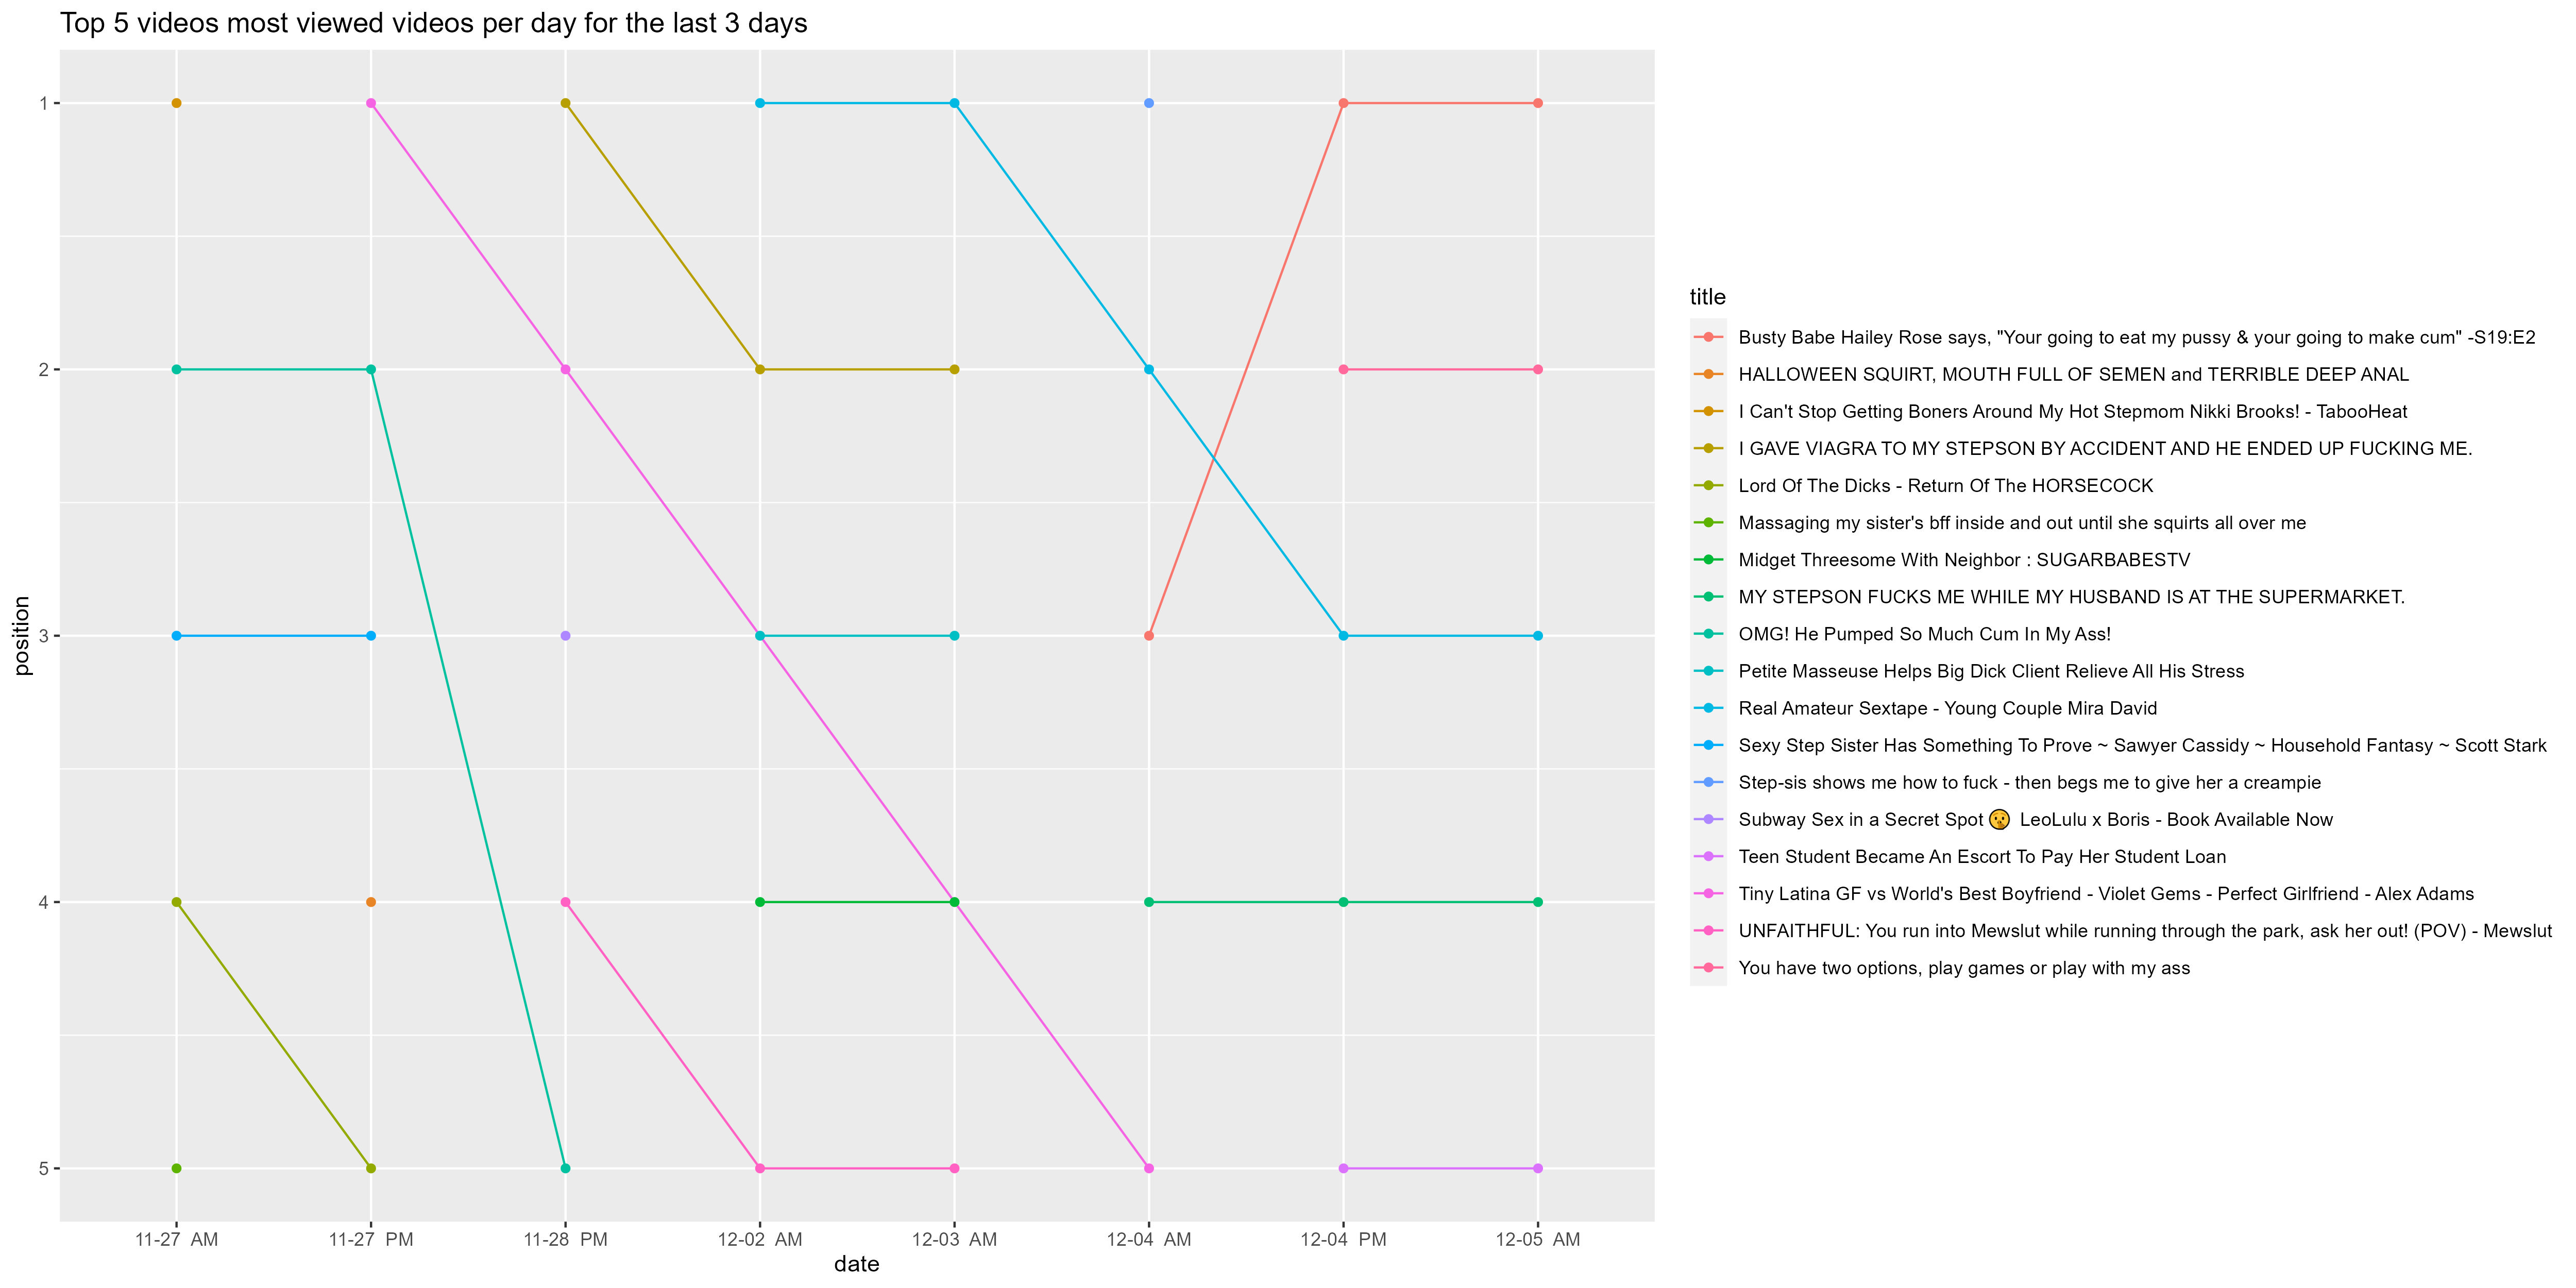 Top 5 videos most viewed videos per day for the last 3 days
1
2
3
4
5
position
11-27 AM
11-27 PM
11-28 PM
12-02 AM
12-03 AM
12-04 AM
12-04 PM
12-05 AM
date
title
Busty Babe Hailey Rose says, "Your going to eat my pussy & your going to make cum" -S19:E2
HALLOWEEN SQUIRT, MOUTH FULL OF SEMEN and TERRIBLE DEEP ANAL
I Can't Stop Getting Boners Around My Hot Stepmom Nikki Brooks! - TabooHeat
I GAVE VIAGRA TO MY STEPSON BY ACCIDENT AND HE ENDED UP FUCKING ME.
Lord Of The Dicks - Return Of The HORSECOCK
Massaging my sister's bff inside and out until she squirts all over me
Midget Threesome With Neighbor : SUGARBABESTV
MY STEPSON FUCKS ME WHILE MY HUSBAND IS AT THE SUPERMARKET.
OMG! He Pumped So Much Cum In My Ass!
Petite Masseuse Helps Big Dick Client Relieve All His Stress
Real Amateur Sextape - Young Couple Mira David
Sexy Step Sister Has Something To Prove ~ Sawyer Cassidy ~ Household Fantasy ~ Scott Stark
Step-sis shows me how to fuck - then begs me to give her a creampie
Subway Sex in a Secret Spot 🤫 LeoLulu x Boris - Book Available Now
Teen Student Became An Escort To Pay Her Student Loan
Tiny Latina GF vs World's Best Boyfriend - Violet Gems - Perfect Girlfriend - Alex Adams
UNFAITHFUL: You run into Mewslut while running through the park, ask her out! (POV) - Mewslut
You have two options, play games or play with my ass